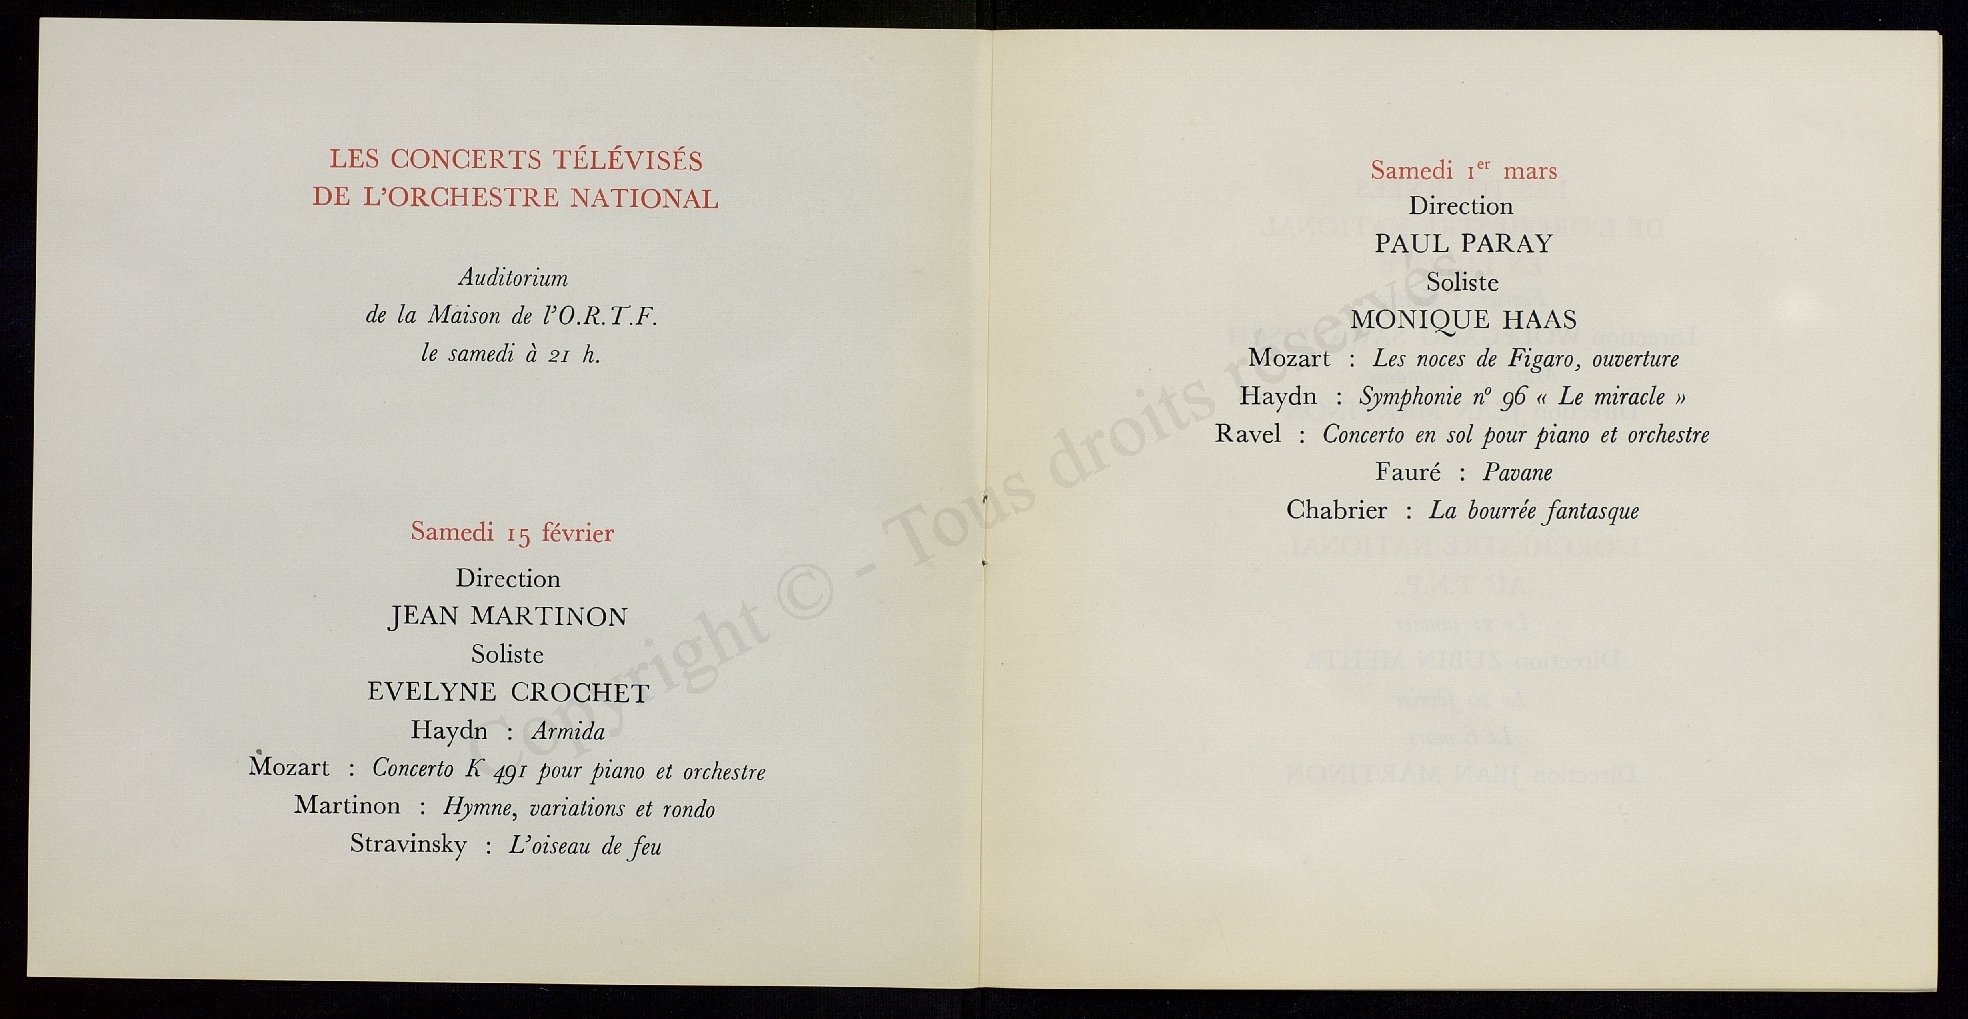 LES CONCERTS TÉLÉVISÉS
DE L'ORCHESTRE NATIONAL
Auditorium
de la Maison de l'O.R.T.F.
le samedi à 21 h.
Samedi 15 février
Direction
JEAN MARTINON
Soliste
EVELYNE CROCHET
Haydn : Armida
Mozart : Concerto K 491 pour piano et orchestre
Martinon : Hymne, variations et rondo
Stravinsky : L'oiseau de feu
Samedi 1er mars
Direction
PAUL PARAY
Soliste
MONIQUE HAAS
Mozart : Les noces de Figaro, ouverture
Haydn : Symphonie nº 96 « Le miracle »
Ravel : Concerto en sol pour piano et orchestre
Fauré : Pavane
Chabrier : La bourrée fantasque
Copyright © - Tous droits réservés